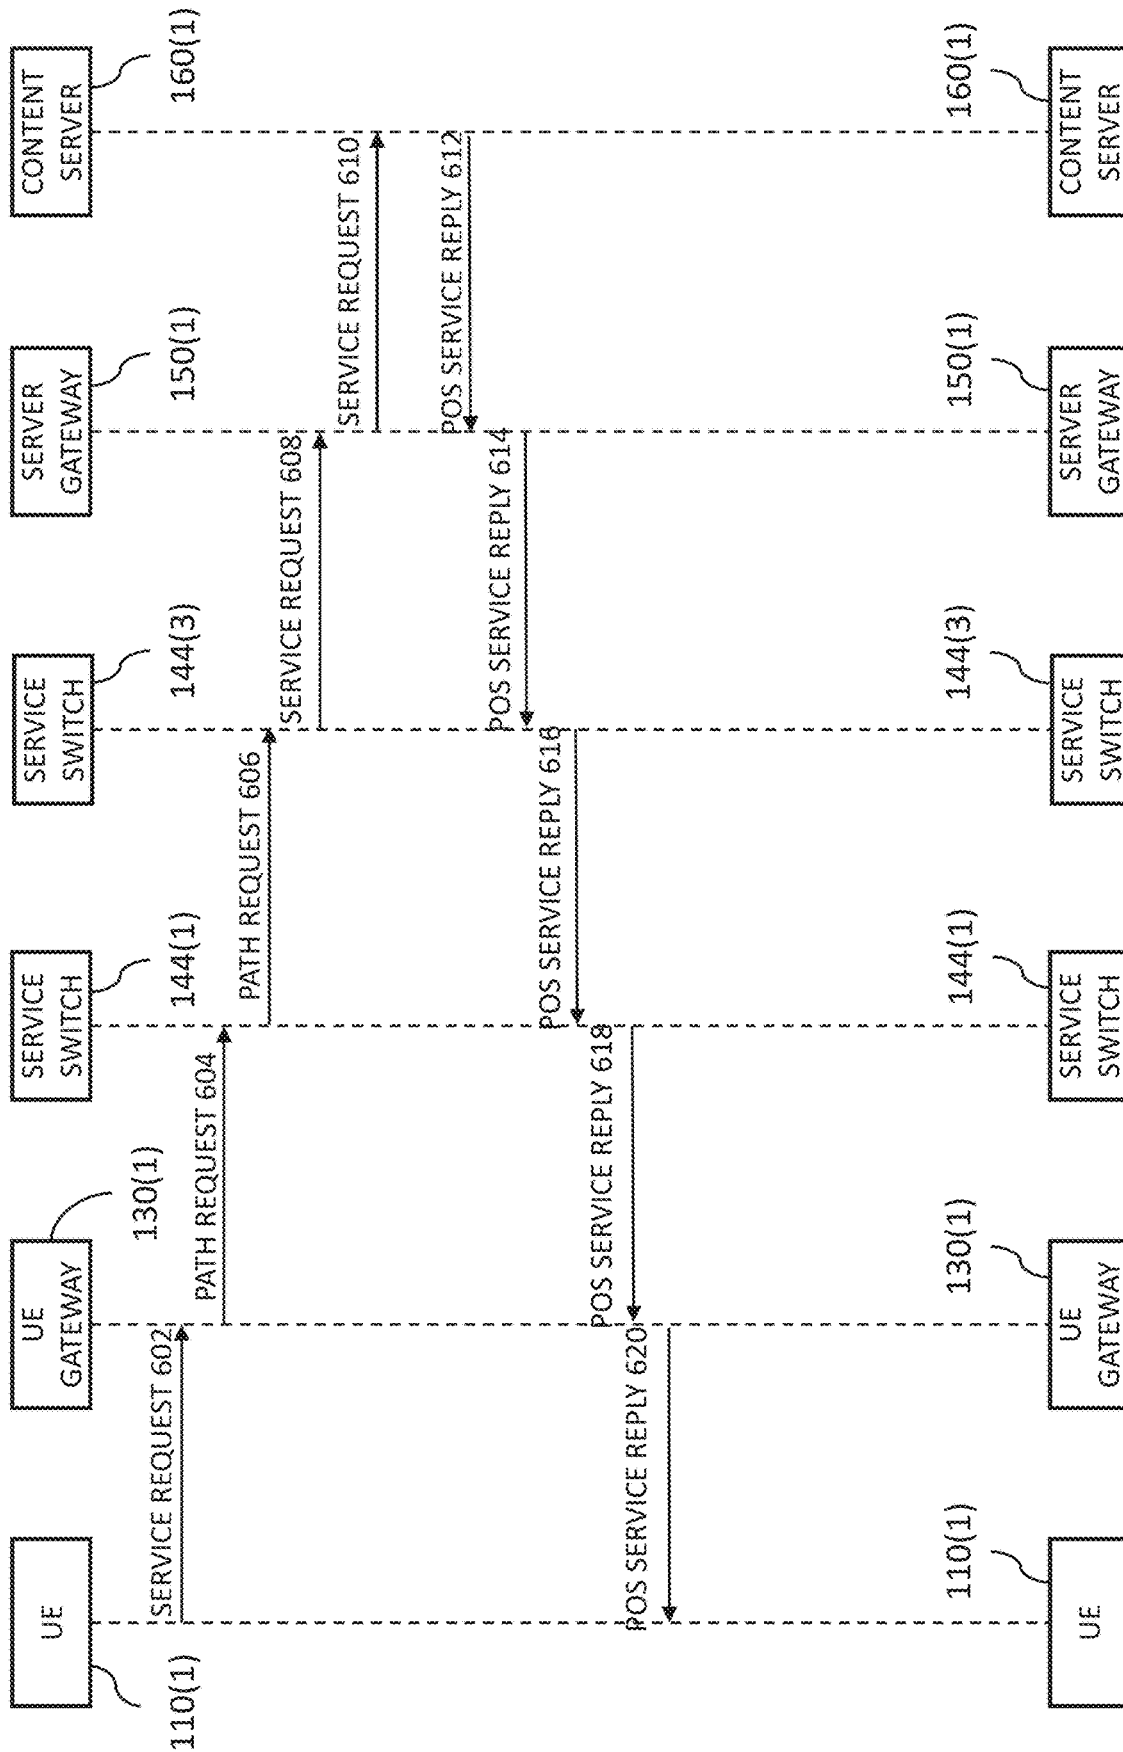 UE
110(1)
UE
GATEWAY
130(1)
SERVICE
SWITCH
144(1)
SERVICE
SWITCH
144(3)
SERVER
GATEWAY
150(1)
CONTENT
SERVER
160(1)
SERVICE REQUEST 602
PATH REQUEST 604
PATH REQUEST 606
SERVICE REQUEST 608
SERVICE REQUEST 610
POS SERVICE REPLY 612
POS SERVICE REPLY 614
POS SERVICE REPLY 616
POS SERVICE REPLY 618
POS SERVICE REPLY 620
110(1)
UE
130(1)
UE
GATEWAY
144(1)
SERVICE
SWITCH
144(3)
SERVICE
SWITCH
150(1)
SERVER
GATEWAY
160(1)
CONTENT
SERVER